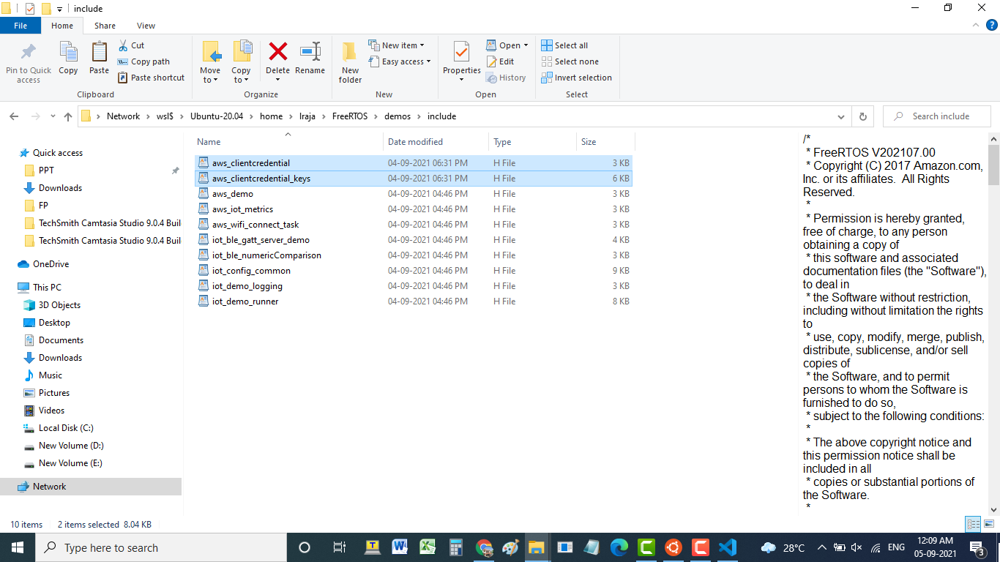 include
File
Home
Share
View
Pin to Quick access
Copy
Paste
Cut
Copy path
Paste shortcut
Clipboard
Move to
Copy to
Delete
Rename
Organize
New folder
New item
Easy access
New
Properties
Open
Edit
History
Open
Select all
Select none
Invert selection
Select
Network > wsl$ > Ubuntu-20.04 > home > lraja > FreeRTOS > demos > include
Search include
Quick access
PPT
Downloads
FP
TechSmith Camtasia Studio 9.0.4 Buil
TechSmith Camtasia Studio 9.0.4 Buil
OneDrive
This PC
3D Objects
Desktop
Documents
Downloads
Music
Pictures
Videos
Local Disk (C:)
New Volume (D:)
New Volume (E:)
Network
Name Date modified Type Size
aws_clientcredential 04-09-2021 06:31 PM H File 3 KB
aws_clientcredential_keys 04-09-2021 06:31 PM H File 6 KB
aws_demo 04-09-2021 04:46 PM H File 3 KB
aws_iot_metrics 04-09-2021 04:46 PM H File 3 KB
aws_wifi_connect_task 04-09-2021 04:46 PM H File 3 KB
iot_ble_gatt_server_demo 04-09-2021 04:46 PM H File 4 KB
iot_ble_numericComparison 04-09-2021 04:46 PM H File 3 KB
iot_config_common 04-09-2021 04:46 PM H File 9 KB
iot_demo_logging 04-09-2021 04:46 PM H File 3 KB
iot_demo_runner 04-09-2021 04:46 PM H File 8 KB
/*
* FreeRTOS V202107.00
* Copyright (C) 2017 Amazon.com,
Inc. or its affiliates.  All Rights
Reserved.
*
* Permission is hereby granted,
free of charge, to any person
obtaining a copy of
* this software and associated
documentation files (the "Software"),
to deal in
* the Software without restriction,
including without limitation the rights
to
* use, copy, modify, merge, publish,
distribute, sublicense, and/or sell
copies of
* the Software, and to permit
persons to whom the Software is
furnished to do so,
* subject to the following conditions:
*
* The above copyright notice and
this permission notice shall be
included in all
* copies or substantial portions of
the Software.
*
10 items 2 items selected 8.04 KB
Type here to search
28°C
ENG
12:09 AM
05-09-2021
3